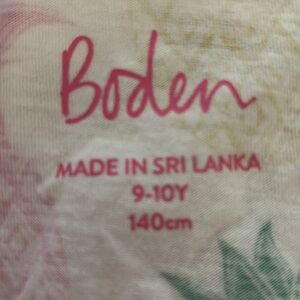 Boden
MADE IN SRI LANKA
9-10Y
140cm